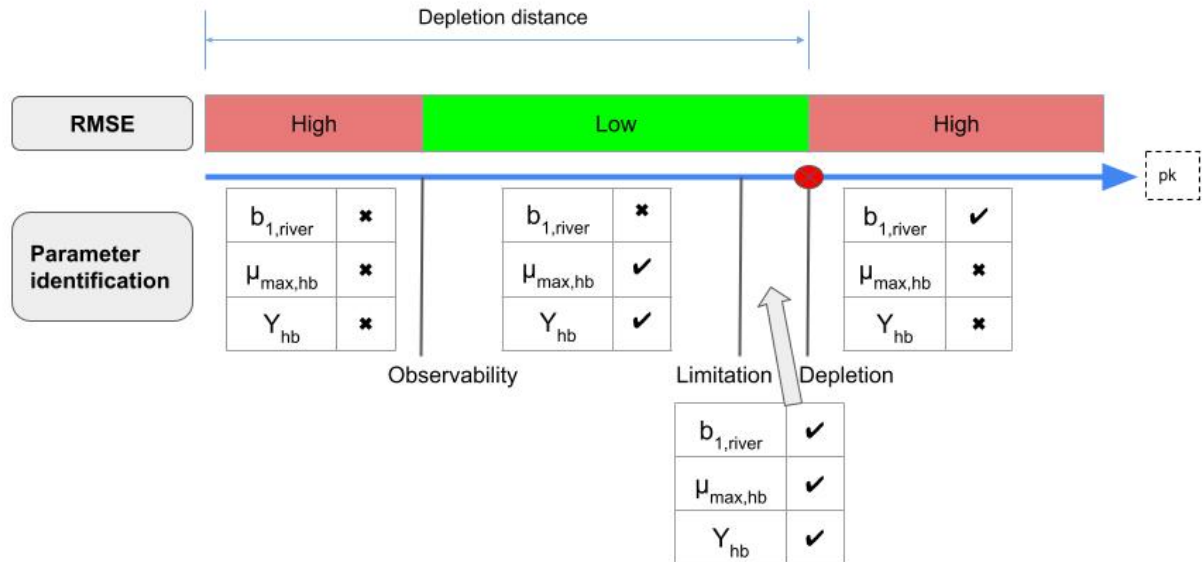 Depletion distance
RMSE
High
Low
High
pk
Parameter
identification
b1,river ✖
μmax,hb ✖
Yhb ✖
b1,river ✖
μmax,hb ✔
Yhb ✔
b1,river ✔
μmax,hb ✖
Yhb ✖
Observability
Limitation
Depletion
b1,river ✔
μmax,hb ✔
Yhb ✔